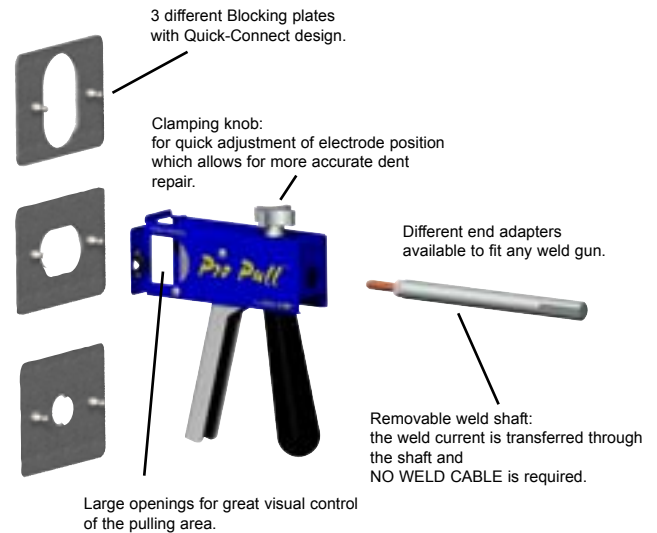 3 different Blocking plates
with Quick-Connect design.
Clamping knob:
for quick adjustment of electrode position
which allows for more accurate dent
repair.
Different end adapters
available to fit any weld gun.
Pro Pull
Removable weld shaft:
the weld current is transferred through
the shaft and
NO WELD CABLE is required.
Large openings for great visual control
of the pulling area.